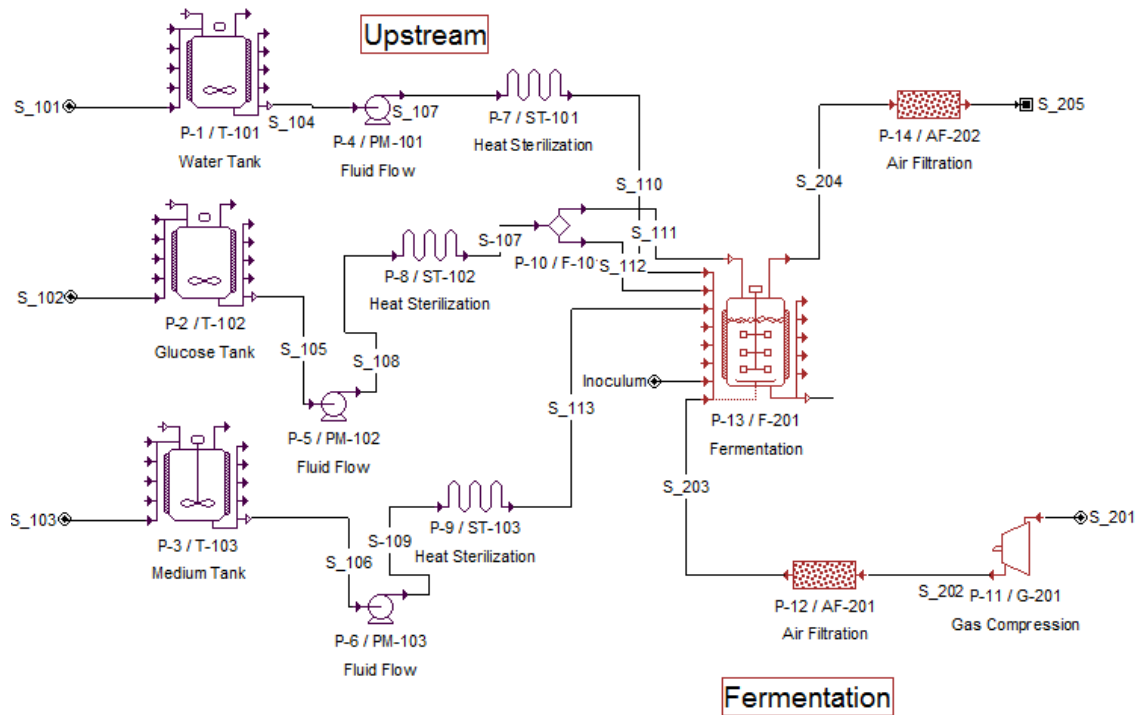 Upstream
S_101
S_104
P-1 / T-101
Water Tank
S_107
P-4 / PM-101
Fluid Flow
P-7 / ST-101
Heat Sterilization
S_110
P-14 / AF-202
Air Filtration
S_205
S_204
S_102
P-2 / T-102
Glucose Tank
S_105
S_108
P-5 / PM-102
Fluid Flow
P-8 / ST-102
Heat Sterilization
S-107
P-10 / F-10
S_111
S_112
Inoculum
P-13 / F-201
Fermentation
S_113
S_103
P-3 / T-103
Medium Tank
S_106
S-109
P-6 / PM-103
Fluid Flow
P-9 / ST-103
Heat Sterilization
S_203
S_201
S_202
P-12 / AF-201
Air Filtration
P-11 / G-201
Gas Compression
Fermentation